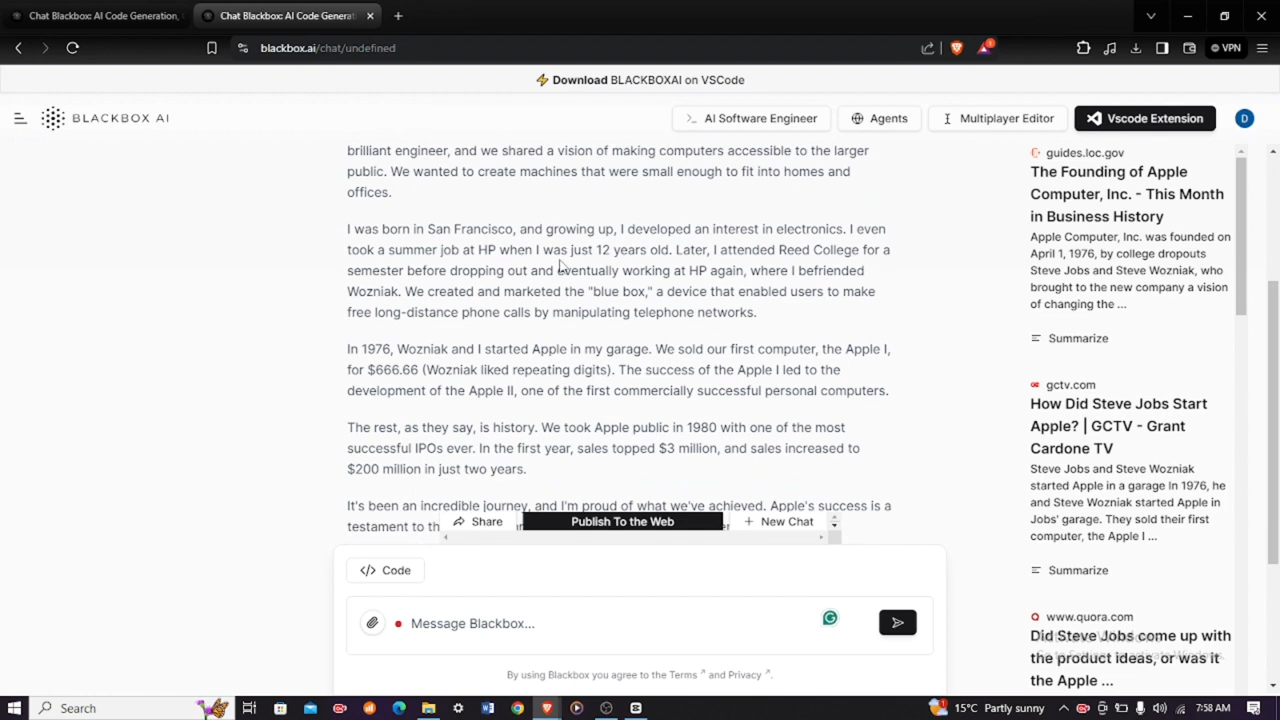 Chat Blackbox: AI Code Generation,
Chat Blackbox: AI Code Generati
blackbox.ai/chat/undefined
VPN
Download BLACKBOXAI on VSCode
BLACKBOX AI
AI Software Engineer
Agents
Multiplayer Editor
Vscode Extension
D
brilliant engineer, and we shared a vision of making computers accessible to the larger
public. We wanted to create machines that were small enough to fit into homes and
offices.
I was born in San Francisco, and growing up, I developed an interest in electronics. I even
took a summer job at HP when I was just 12 years old. Later, I attended Reed College for a
semester before dropping out and eventually working at HP again, where I befriended
Wozniak. We created and marketed the "blue box," a device that enabled users to make
free long-distance phone calls by manipulating telephone networks.
In 1976, Wozniak and I started Apple in my garage. We sold our first computer, the Apple I,
for $666.66 (Wozniak liked repeating digits). The success of the Apple I led to the
development of the Apple II, one of the first commercially successful personal computers.
The rest, as they say, is history. We took Apple public in 1980 with one of the most
successful IPOs ever. In the first year, sales topped $3 million, and sales increased to
$200 million in just two years.
It's been an incredible journey, and I'm proud of what we've achieved. Apple's success is a
testament to th
Share
Publish To the Web
+ New Chat
</> Code
Message Blackbox...
By using Blackbox you agree to the Terms ↗ and Privacy ↗.
guides.loc.gov
The Founding of Apple
Computer, Inc. - This Month
in Business History
Apple Computer, Inc. was founded on
April 1, 1976, by college dropouts
Steve Jobs and Steve Wozniak, who
brought to the new company a vision
of changing the ...
Summarize
gctv.com
How Did Steve Jobs Start
Apple? | GCTV - Grant
Cardone TV
Steve Jobs and Steve Wozniak
started Apple in a garage In 1976, he
and Steve Wozniak started Apple in
Jobs' garage. They sold their first
computer, the Apple I ...
Summarize
www.quora.com
Did Steve Jobs come up with
the product ideas, or was it
the Apple ...
Activate Windows
Go to Settings to activate Windows.
Search
15°C Partly sunny
7:58 AM